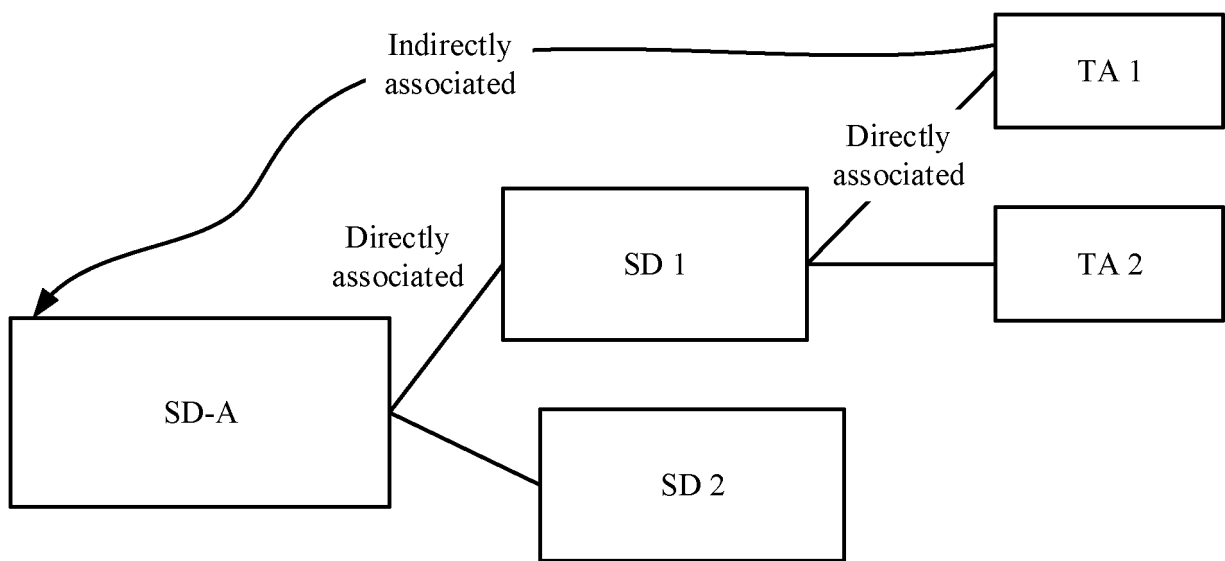 Indirectly
associated
TA 1
Directly
associated
Directly
associated
SD 1
TA 2
SD-A
SD 2